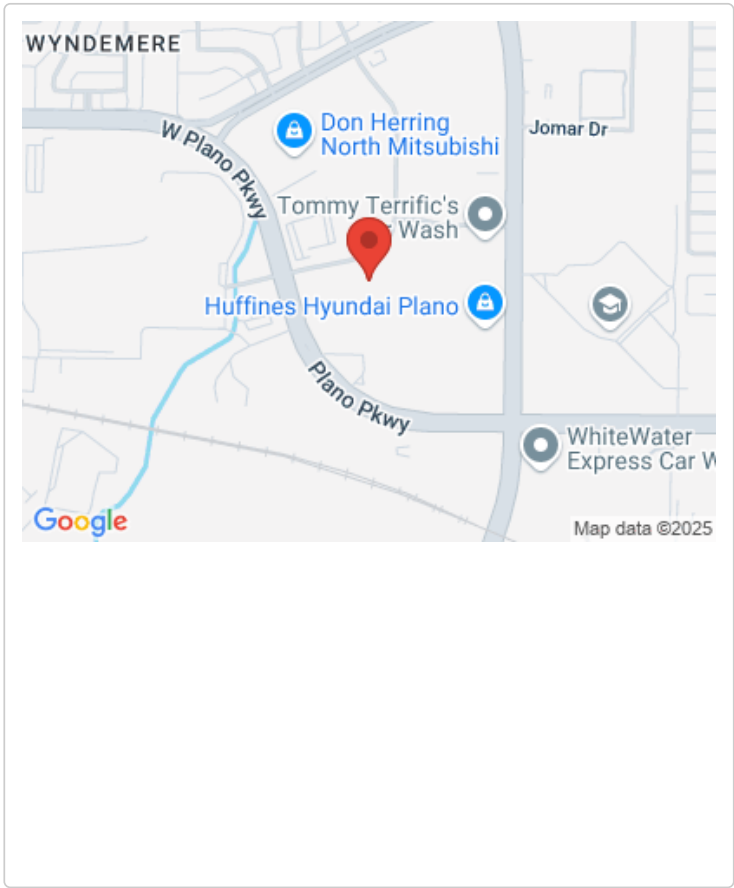 WYNDEMERE
Don Herring
North Mitsubishi
Jomar Dr
W Plano Pkwy
Tommy Terrific's
Wash
Huffines Hyundai Plano
Plano Pkwy
WhiteWater
Express Car W
Google
Map data ©2025